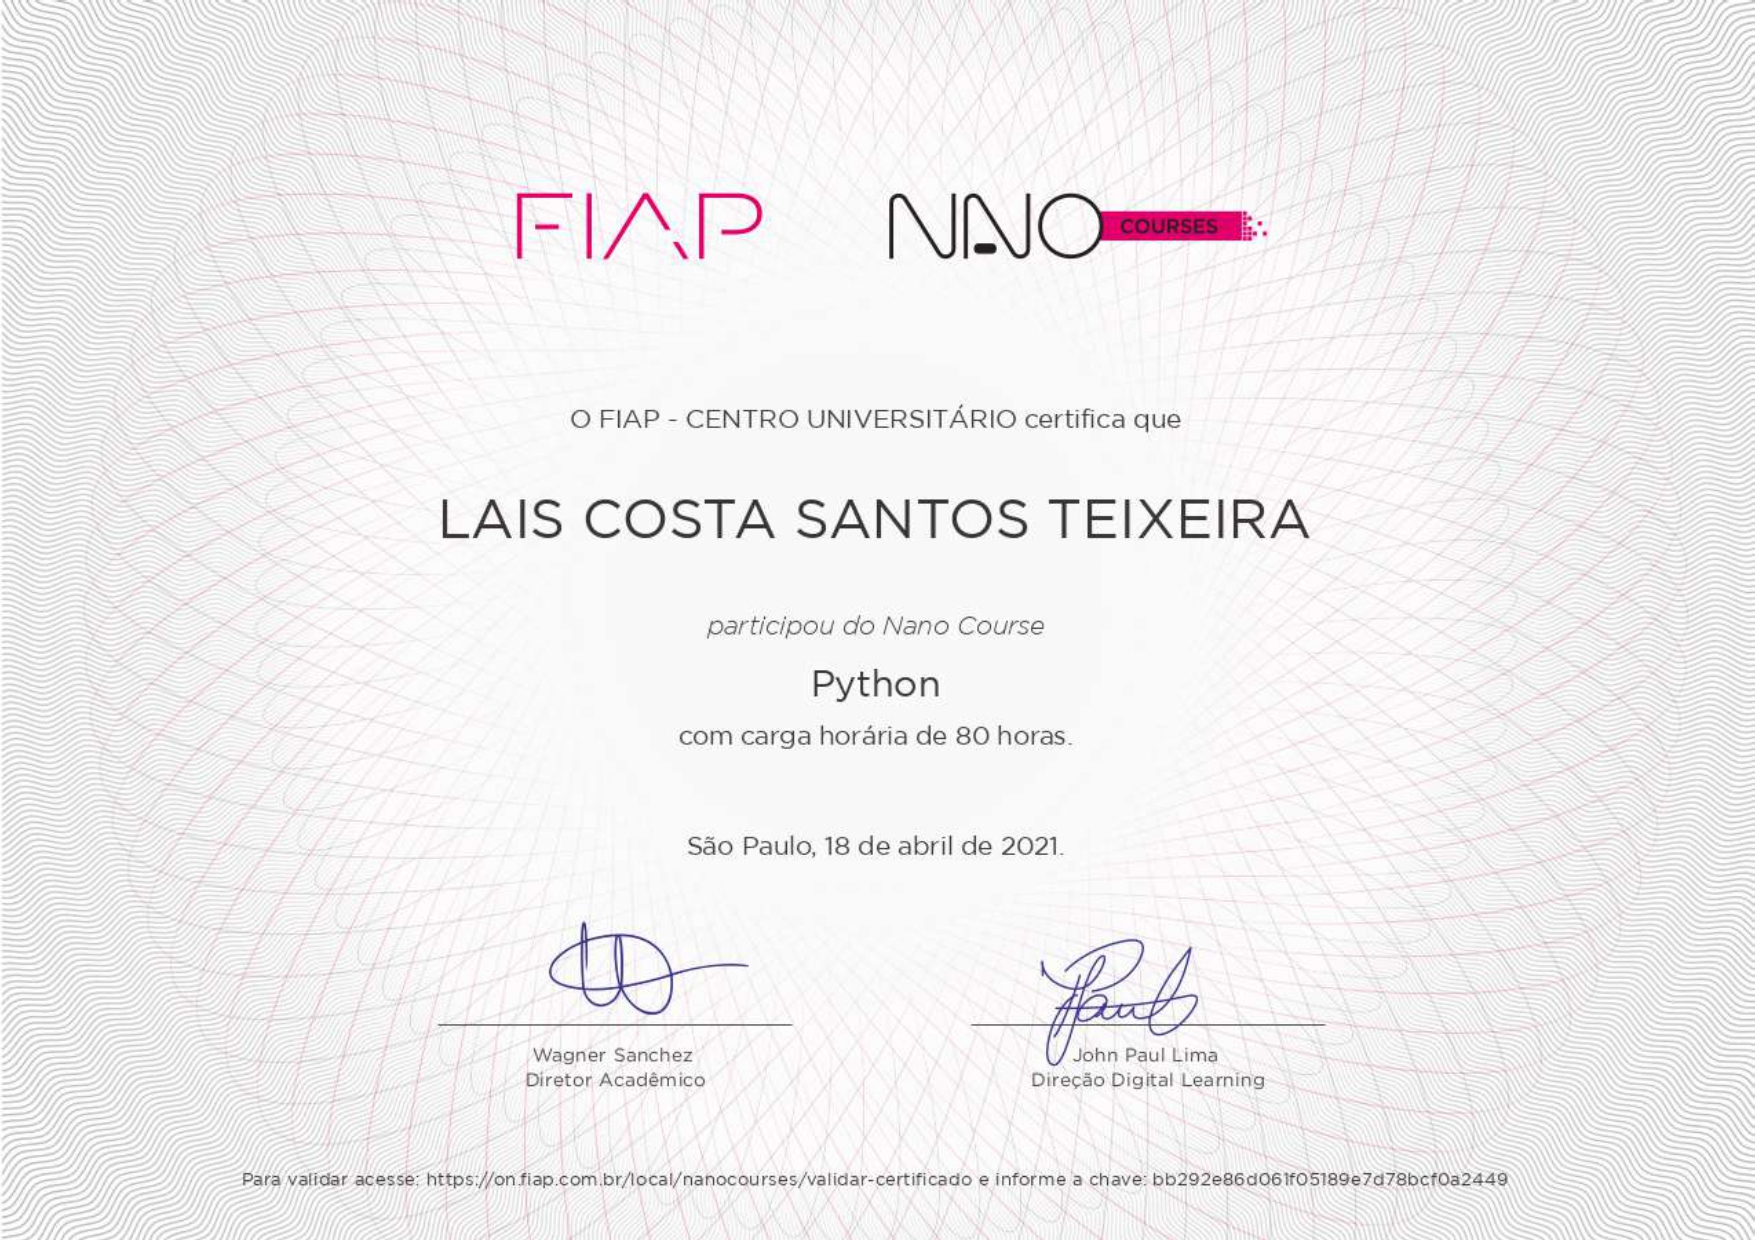 FIAP NANO COURSES
O FIAP - CENTRO UNIVERSITÁRIO certifica que
LAIS COSTA SANTOS TEIXEIRA
participou do Nano Course
Python
com carga horária de 80 horas.
São Paulo, 18 de abril de 2021.
Wagner Sanchez
Diretor Acadêmico
John Paul Lima
Direção Digital Learning
Para validar acesse: https://on.fiap.com.br/local/nanocourses/validar-certificado e informe a chave: bb292e86d061f05189e7d78bcf0a2449